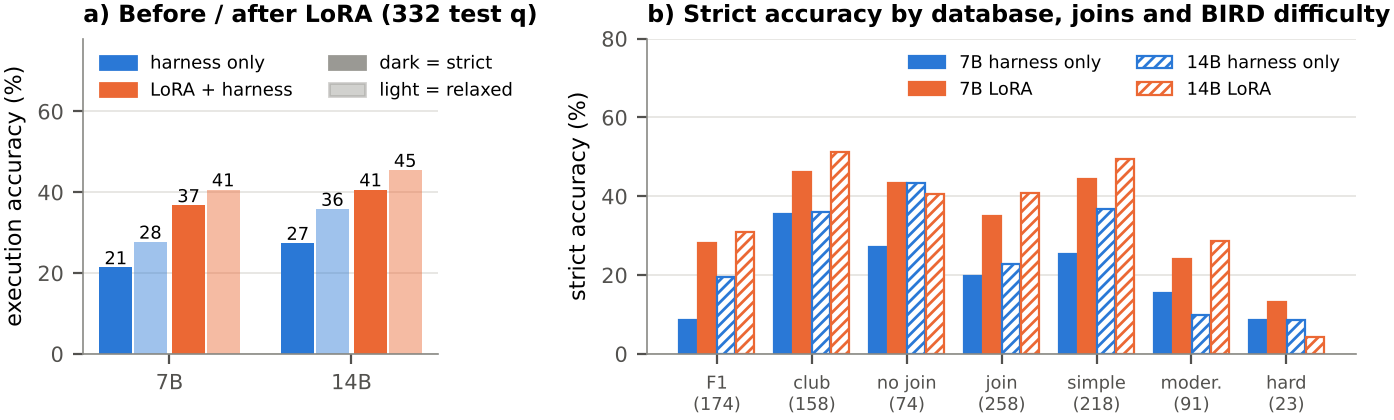 a) Before / after LoRA (332 test q)
execution accuracy (%)
60
40
20
0
harness only
LoRA + harness
dark = strict
light = relaxed
21
28
37
41
27
36
41
45
7B
14B
b) Strict accuracy by database, joins and BIRD difficulty
strict accuracy (%)
80
60
40
20
0
7B harness only
7B LoRA
14B harness only
14B LoRA
F1
(174)
club
(158)
no join
(74)
join
(258)
simple
(218)
moder.
(91)
hard
(23)